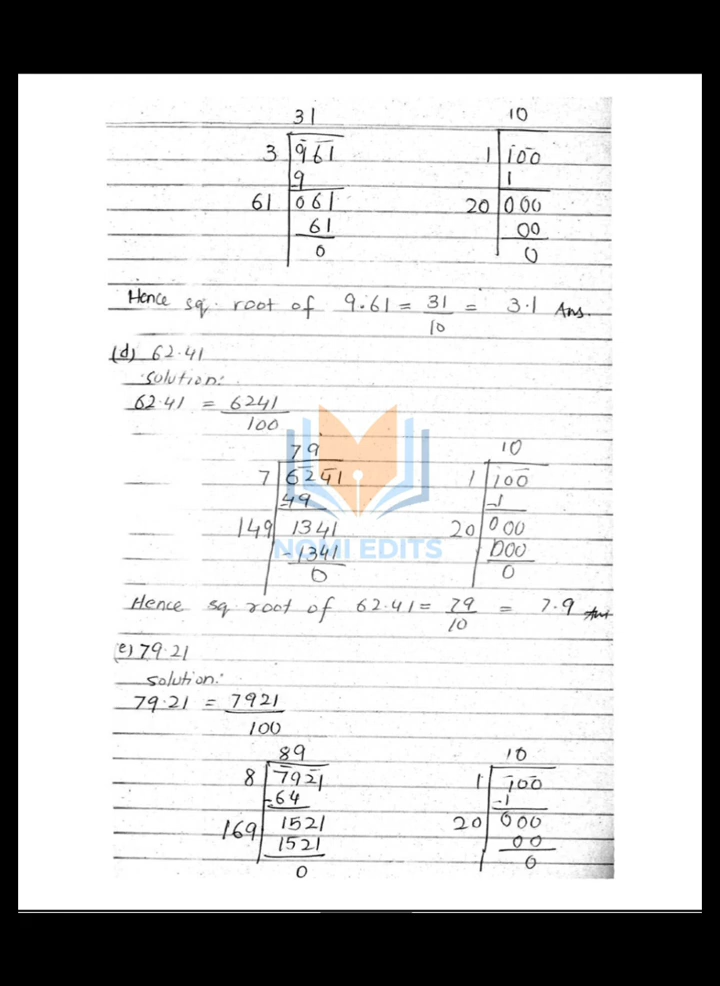 31 10
3 961 1 100
9 1
61 061 20 000
61 00
0 0
Hence sq. root of 9.61 = 31/10 = 3.1 Ans.
(d) 62.41
solution:
62.41 = 6241/100
79 10
7 6241 1 100
-49 -1
149 1341 20 000
-1341 000
0 0
NOMI EDITS
Hence sq root of 62.41 = 79/10 = 7.9 Ans
(e) 79.21
solution:
79.21 = 7921/100
89 10
8 7921 1 100
-64 -1
169 1521 20 000
1521 00
0 0